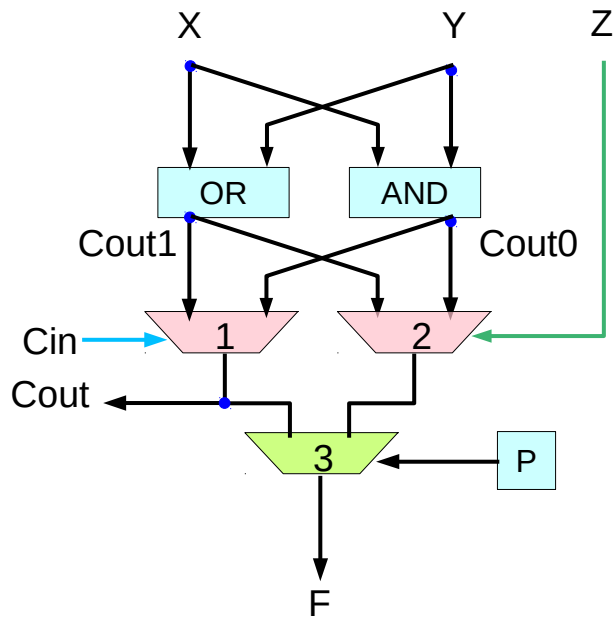 X Y Z
OR AND
Cout1 Cout0
Cin 1 2
Cout
3 P
F